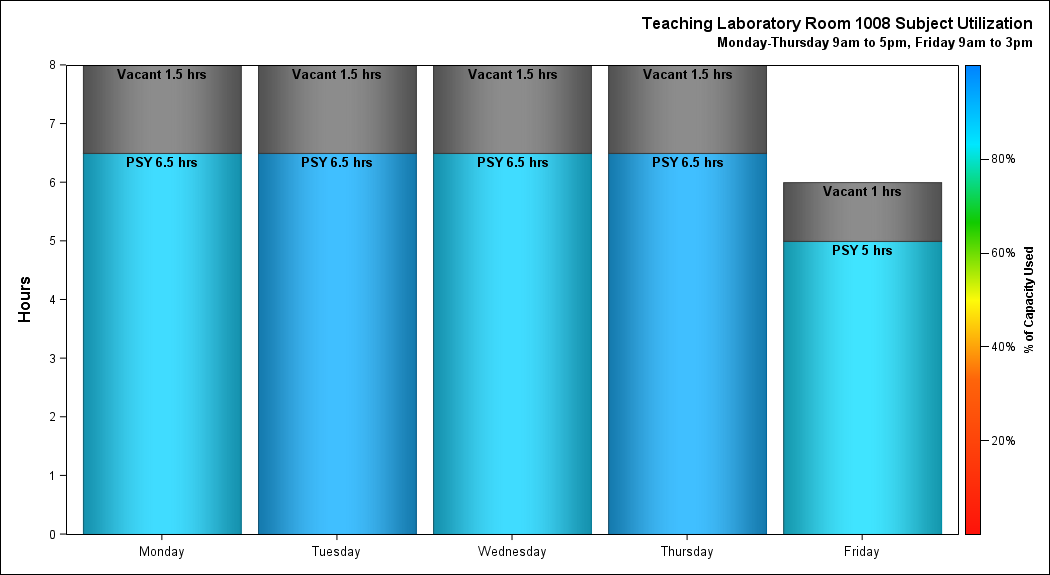 Teaching Laboratory Room 1008 Subject Utilization
Monday-Thursday 9am to 5pm, Friday 9am to 3pm
Hours
8
7
6
5
4
3
2
1
0
Vacant 1.5 hrs
Vacant 1.5 hrs
Vacant 1.5 hrs
Vacant 1.5 hrs
Vacant 1 hrs
PSY 6.5 hrs
PSY 6.5 hrs
PSY 6.5 hrs
PSY 6.5 hrs
PSY 5 hrs
Monday
Tuesday
Wednesday
Thursday
Friday
80%
60%
40%
20%
% of Capacity Used